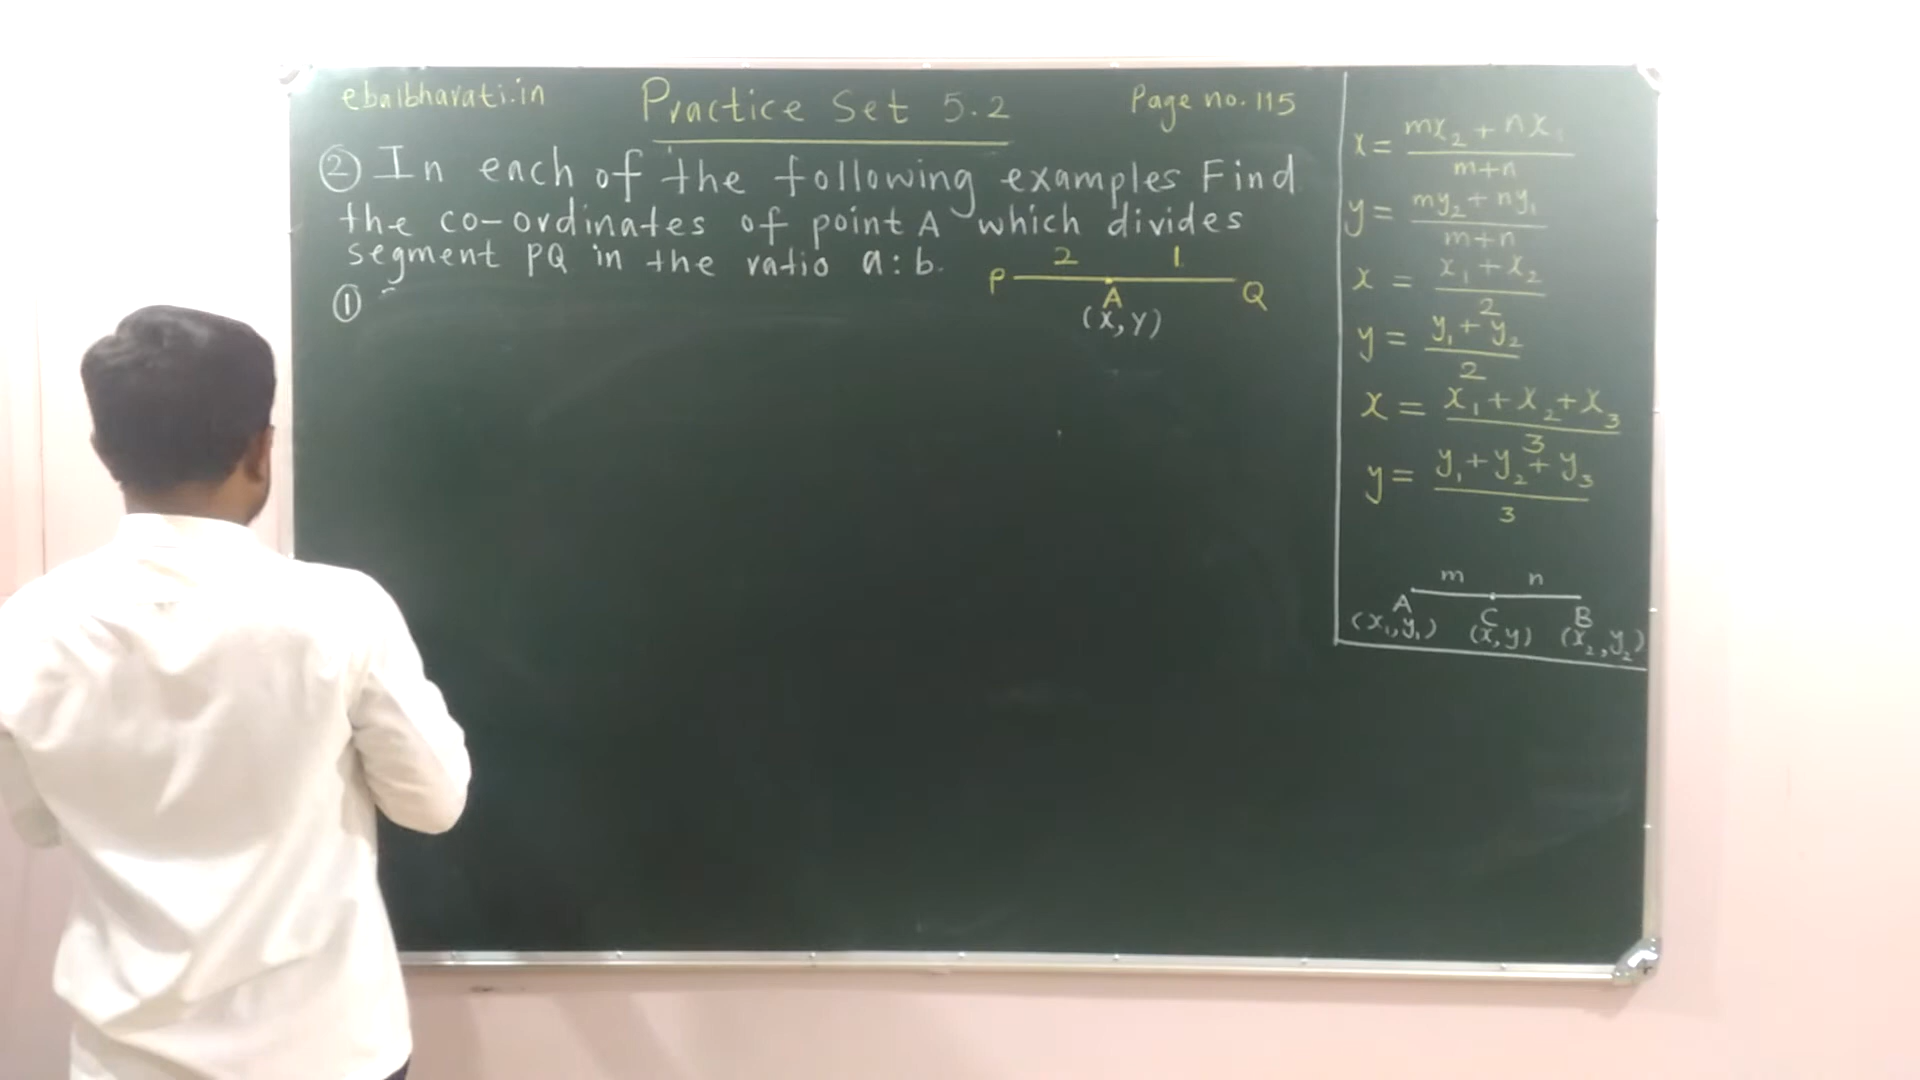 ebalbharati.in Practice Set 5.2 Page no. 115
② In each of the following examples Find
the co-ordinates of point A which divides
segment PQ in the ratio a:b.
①
2 1
P A Q
(x, y)
x = mx₂ + nx₁ / m+n
y = my₂ + ny₁ / m+n
x = x₁ + x₂ / 2
y = y₁ + y₂ / 2
x = x₁ + x₂ + x₃ / 3
y = y₁ + y₂ + y₃ / 3
m n
A C B
(x₁, y₁) (x, y) (x₂, y₂)